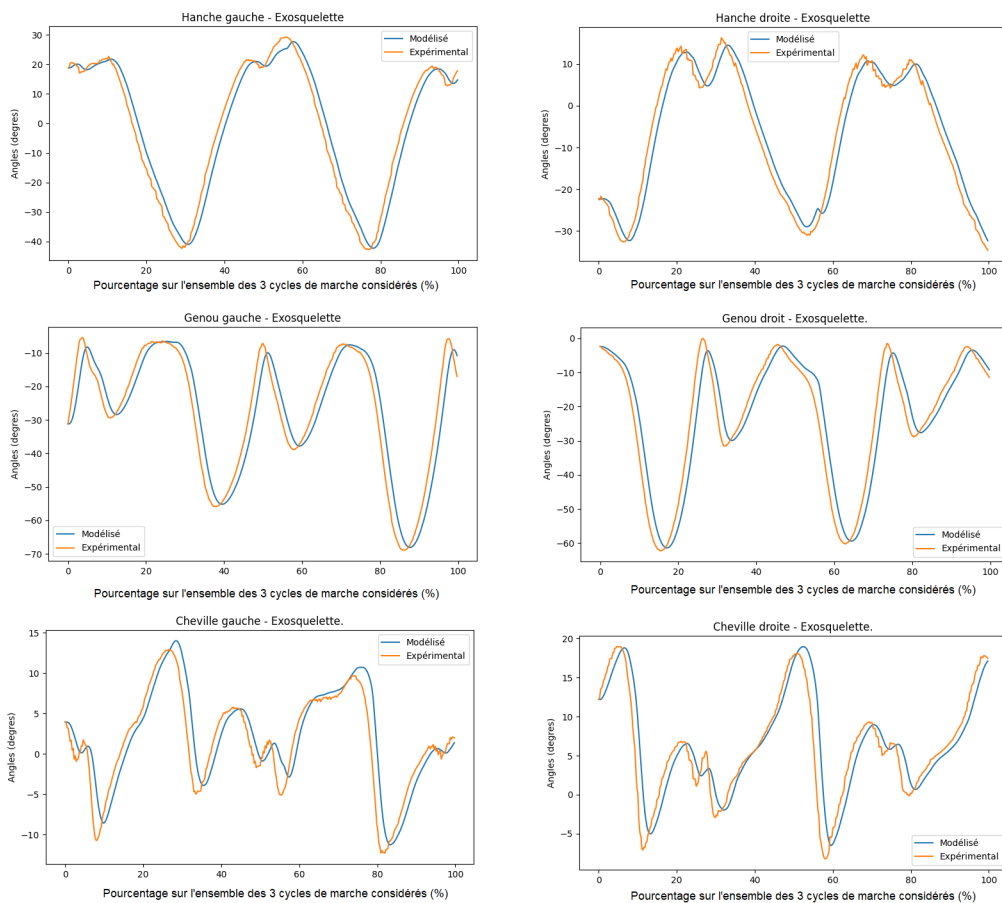 Hanche gauche - Exosquelette
Modélisé
Expérimental
30
20
10
0
−10
−20
−30
−40
Angles (degres)
0 20 40 60 80 100
Pourcentage sur l'ensemble des 3 cycles de marche considérés (%)
Hanche droite - Exosquelette
Modélisé
Expérimental
10
0
−10
−20
−30
Angles (degres)
0 20 40 60 80 100
Pourcentage sur l'ensemble des 3 cycles de marche considérés (%)
Genou gauche - Exosquelette
−10
−20
−30
−40
−50
−60
−70
Angles (degres)
Modélisé
Expérimental
0 20 40 60 80 100
Pourcentage sur l'ensemble des 3 cycles de marche considérés (%)
Genou droit - Exosquelette.
0
−10
−20
−30
−40
−50
−60
Angles (degres)
Modélisé
Expérimental
0 20 40 60 80 100
Pourcentage sur l'ensemble des 3 cycles de marche considérés (%)
Cheville gauche - Exosquelette.
Modélisé
Expérimental
15
10
5
0
−5
−10
Angles (degres)
0 20 40 60 80 100
Pourcentage sur l'ensemble des 3 cycles de marche considérés (%)
Cheville droite - Exosquelette.
20
15
10
5
0
−5
Angles (degres)
Modélisé
Expérimental
0 20 40 60 80 100
Pourcentage sur l'ensemble des 3 cycles de marche considérés (%)